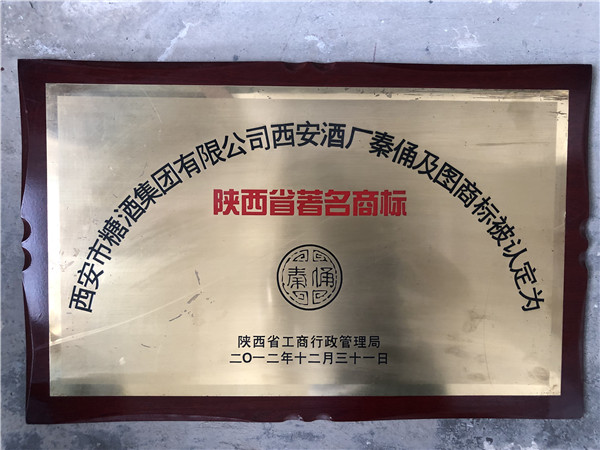 西安市糖酒集团有限公司西安酒厂秦俑及图商标被认定为
陕西省著名商标
秦俑
陕西省工商行政管理局
二〇一二年十二月三十一日